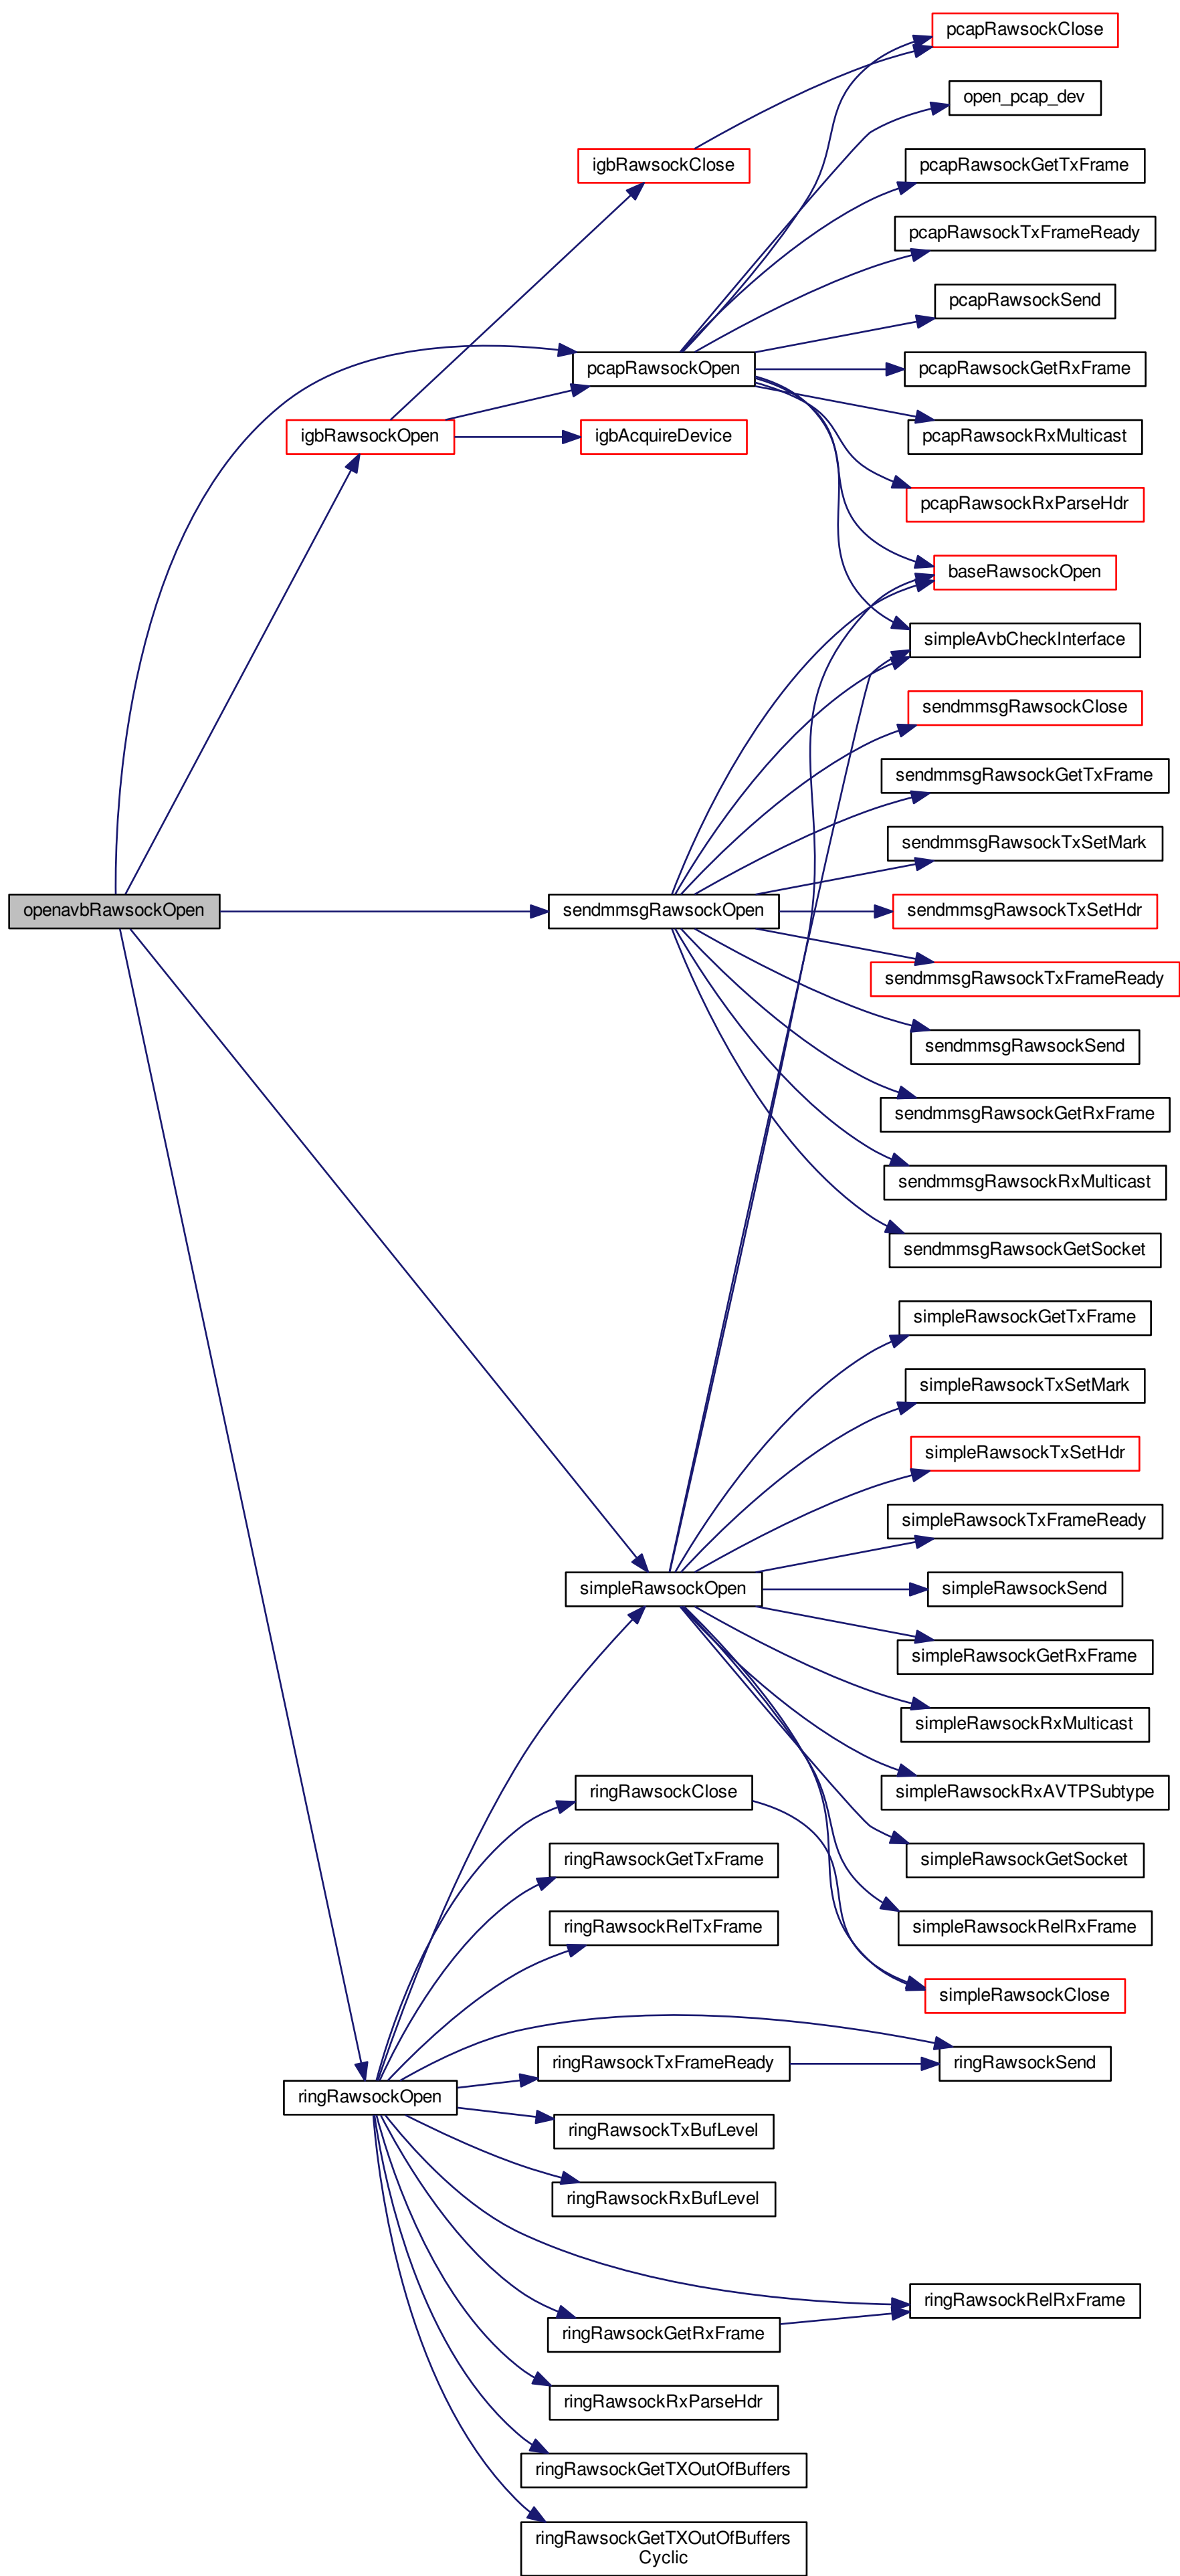 pcapRawsockClose
open_pcap_dev
igbRawsockClose
pcapRawsockGetTxFrame
pcapRawsockTxFrameReady
pcapRawsockSend
pcapRawsockOpen
pcapRawsockGetRxFrame
igbRawsockOpen
igbAcquireDevice
pcapRawsockRxMulticast
pcapRawsockRxParseHdr
baseRawsockOpen
simpleAvbCheckInterface
sendmmsgRawsockClose
sendmmsgRawsockGetTxFrame
sendmmsgRawsockTxSetMark
openavbRawsockOpen
sendmmsgRawsockOpen
sendmmsgRawsockTxSetHdr
sendmmsgRawsockTxFrameReady
sendmmsgRawsockSend
sendmmsgRawsockGetRxFrame
sendmmsgRawsockRxMulticast
sendmmsgRawsockGetSocket
simpleRawsockGetTxFrame
simpleRawsockTxSetMark
simpleRawsockTxSetHdr
simpleRawsockTxFrameReady
simpleRawsockOpen
simpleRawsockSend
simpleRawsockGetRxFrame
simpleRawsockRxMulticast
ringRawsockClose
simpleRawsockRxAVTPSubtype
ringRawsockGetTxFrame
simpleRawsockGetSocket
ringRawsockRelTxFrame
simpleRawsockRelRxFrame
simpleRawsockClose
ringRawsockTxFrameReady
ringRawsockSend
ringRawsockOpen
ringRawsockTxBufLevel
ringRawsockRxBufLevel
ringRawsockRelRxFrame
ringRawsockGetRxFrame
ringRawsockRxParseHdr
ringRawsockGetTXOutOfBuffers
ringRawsockGetTXOutOfBuffers
Cyclic